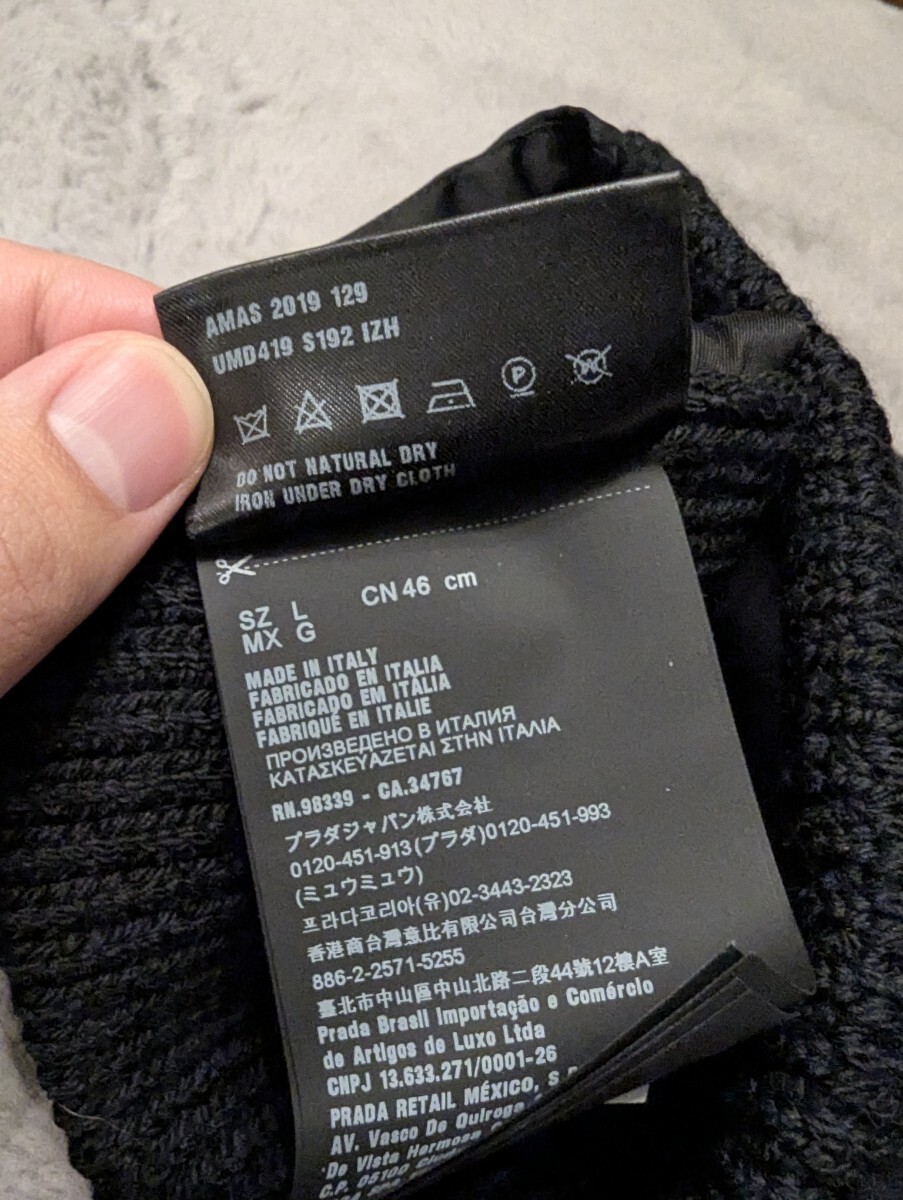 AMAS 2019 129
UMD419 S192 IZH
P
W
DO NOT NATURAL DRY
IRON UNDER DRY CLOTH
SZ L CN 46 cm
MX G
MADE IN ITALY
FABRICADO EN ITALIA
FABRICADO EM ITÁLIA
FABRIQUÉ EN ITALIE
ПРОИЗВЕДЕНО В ИТАЛИЯ
ΚΑΤΑΣΚΕΥΑΖΕΤΑΙ ΣΤΗΝ ΙΤΑΛΙΑ
RN.98339 - CA.34767
プラダジャパン株式会社
0120-451-913(プラダ)0120-451-993
(ミュウミュウ)
프라다코리아(유)02-3443-2323
香港商台灣意比有限公司台灣分公司
886-2-2571-5255
臺北市中山區中山北路二段44號12樓A室
Prada Brasil Importação e Comércio
de Artigos de Luxo Ltda
CNPJ 13.633.271/0001-26
PRADA RETAIL MÉXICO, S
AV. Vasco De Quiroga
De Vista Hermosa
C.P. 05100